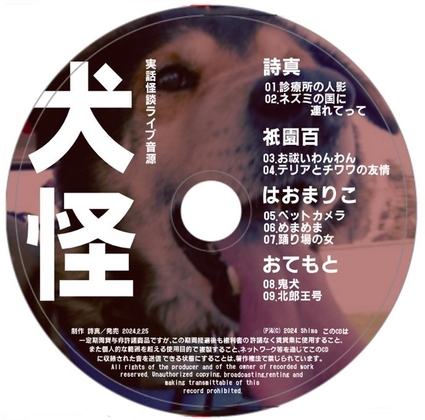 犬怪
実話怪談ライブ音源
詩真
01.診療所の人影
02.ネズミの国に
連れてって
祇園百
03.お祓いわんわん
04.テリアとチワワの友情
はおまりこ
05.ペットカメラ
06.めまめま
07.踊り場の女
おてもと
08.鬼犬
09.北郎王号
制作 詩真/発売 2024.2.25
(P)&(C) 2024 Shima このCDは
一定期間貸与非許諾商品ですか、この期間経過後も権利者の許諾なく賃貸業に使用すること、
また個人的な範囲を超える使用目的で複製すること、ネットワーク等を通じてこのCD
に収録された音を送信できる状態にすることは、著作権法で禁じられています。
All rights of the producer and of the owner of recorded work
reserved. Unauthorized copying, broadcasting, renting and
making transmittable of this
record prohibited.